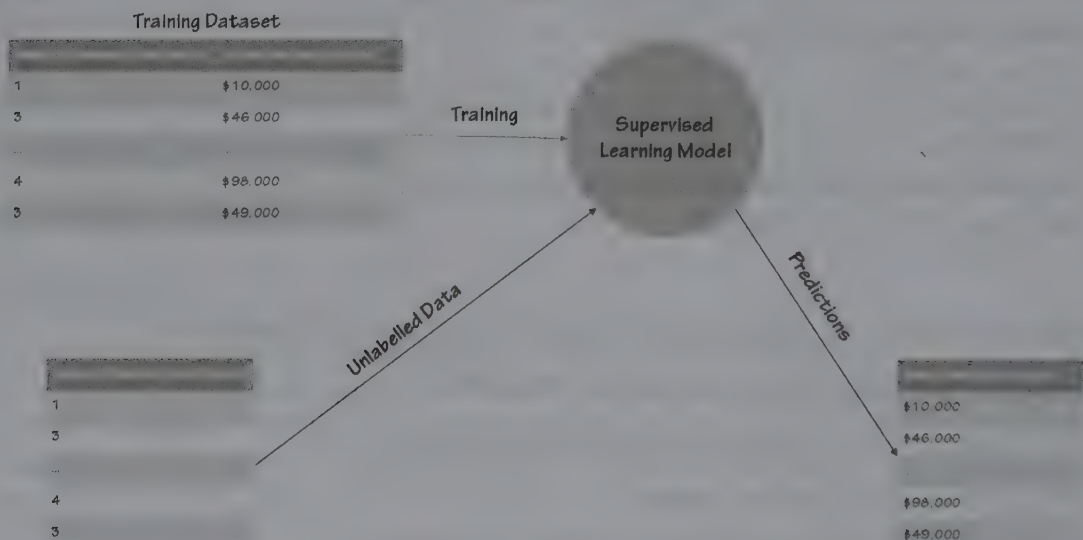 Training Dataset
1 $10,000
3 $46 000
...
4 $98,000
3 $49,000
Training
Supervised
Learning Model
Unlabelled Data
Predictions
1
3
...
4
3
$10 000
$46,000
$98,000
$49,000